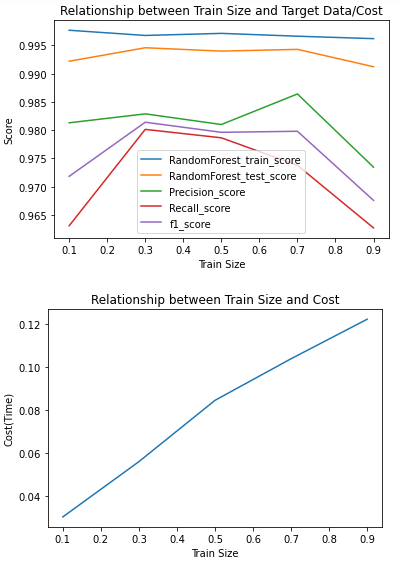 Relationship between Train Size and Target Data/Cost
0.995
0.990
0.985
0.980
0.975
0.970
0.965
Score
RandomForest_train_score
RandomForest_test_score
Precision_score
Recall_score
f1_score
0.1 0.2 0.3 0.4 0.5 0.6 0.7 0.8 0.9
Train Size
Relationship between Train Size and Cost
0.12
0.10
0.08
0.06
0.04
Cost(Time)
0.1 0.2 0.3 0.4 0.5 0.6 0.7 0.8 0.9
Train Size